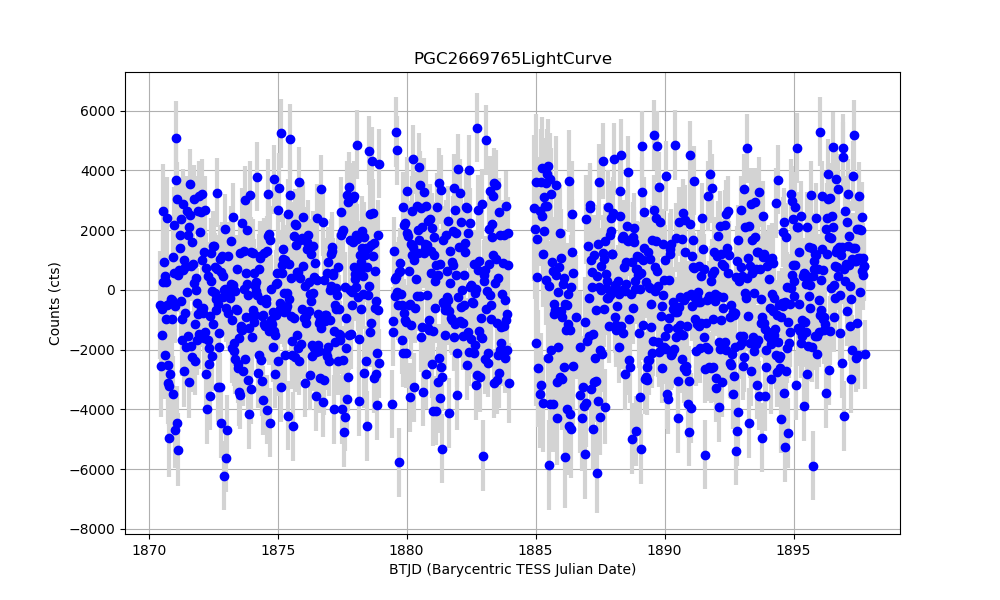 PGC2669765LightCurve
6000
4000
2000
0
−2000
−4000
−6000
−8000
Counts (cts)
1870 1875 1880 1885 1890 1895
BTJD (Barycentric TESS Julian Date)